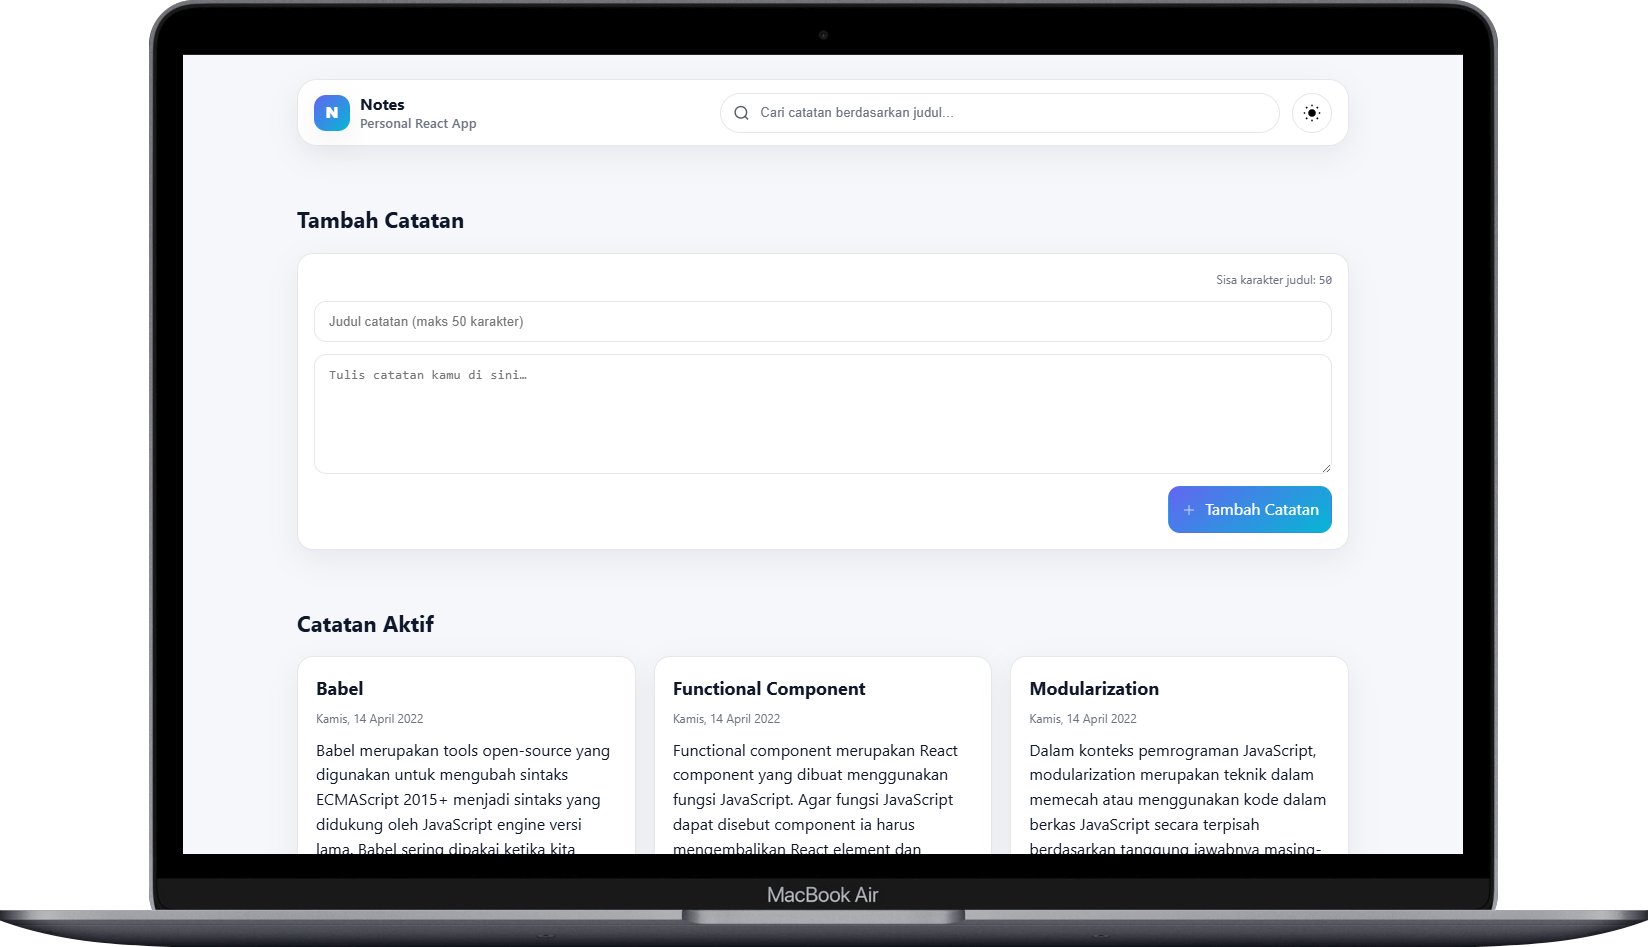 N
Notes
Personal React App
Cari catatan berdasarkan judul...
Tambah Catatan
Sisa karakter judul: 50
Judul catatan (maks 50 karakter)
Tulis catatan kamu di sini…
+ Tambah Catatan
Catatan Aktif
Babel
Kamis, 14 April 2022
Babel merupakan tools open-source yang
digunakan untuk mengubah sintaks
ECMAScript 2015+ menjadi sintaks yang
didukung oleh JavaScript engine versi
lama. Babel sering dipakai ketika kita
Functional Component
Kamis, 14 April 2022
Functional component merupakan React
component yang dibuat menggunakan
fungsi JavaScript. Agar fungsi JavaScript
dapat disebut component ia harus
mengembalikan React element dan
Modularization
Kamis, 14 April 2022
Dalam konteks pemrograman JavaScript,
modularization merupakan teknik dalam
memecah atau menggunakan kode dalam
berkas JavaScript secara terpisah
berdasarkan tanggung jawabnya masing-
MacBook Air